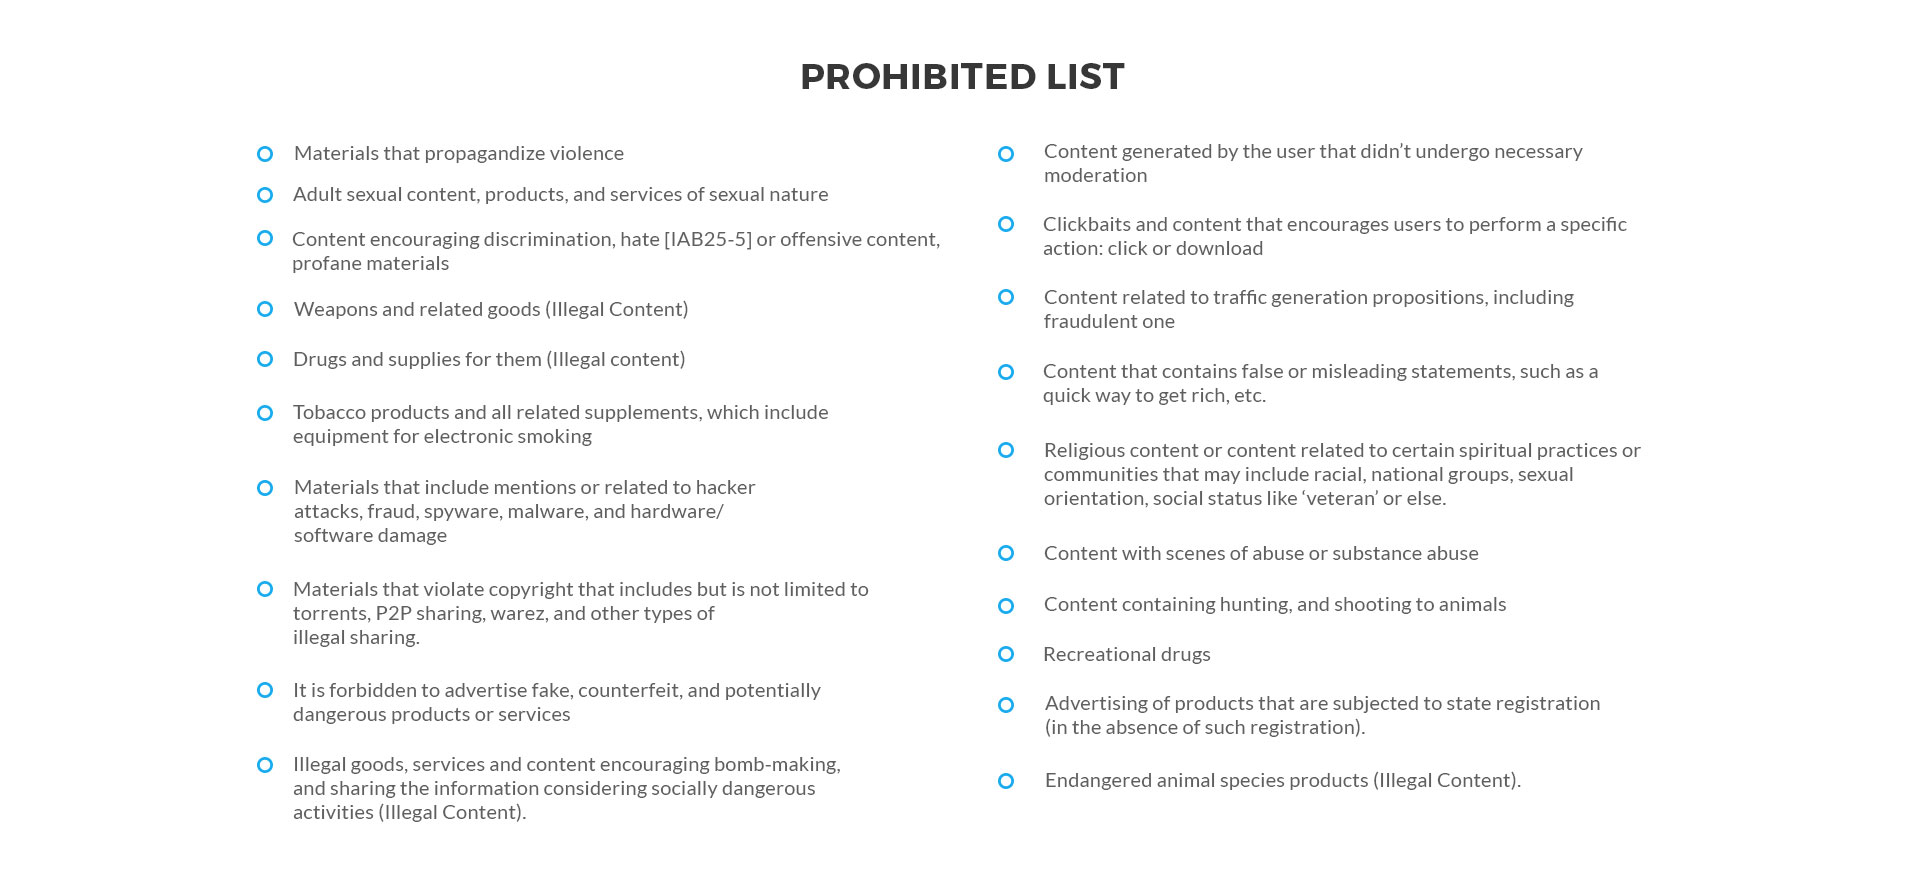 PROHIBITED LIST
Materials that propagandize violence
Adult sexual content, products, and services of sexual nature
Content encouraging discrimination, hate [IAB25-5] or offensive content,
profane materials
Weapons and related goods (Illegal Content)
Drugs and supplies for them (Illegal content)
Tobacco products and all related supplements, which include
equipment for electronic smoking
Materials that include mentions or related to hacker
attacks, fraud, spyware, malware, and hardware/
software damage
Materials that violate copyright that includes but is not limited to
torrents, P2P sharing, warez, and other types of
illegal sharing.
It is forbidden to advertise fake, counterfeit, and potentially
dangerous products or services
Illegal goods, services and content encouraging bomb-making,
and sharing the information considering socially dangerous
activities (Illegal Content).
Content generated by the user that didn’t undergo necessary
moderation
Clickbaits and content that encourages users to perform a specific
action: click or download
Content related to traffic generation propositions, including
fraudulent one
Content that contains false or misleading statements, such as a
quick way to get rich, etc.
Religious content or content related to certain spiritual practices or
communities that may include racial, national groups, sexual
orientation, social status like ‘veteran’ or else.
Content with scenes of abuse or substance abuse
Content containing hunting, and shooting to animals
Recreational drugs
Advertising of products that are subjected to state registration
(in the absence of such registration).
Endangered animal species products (Illegal Content).